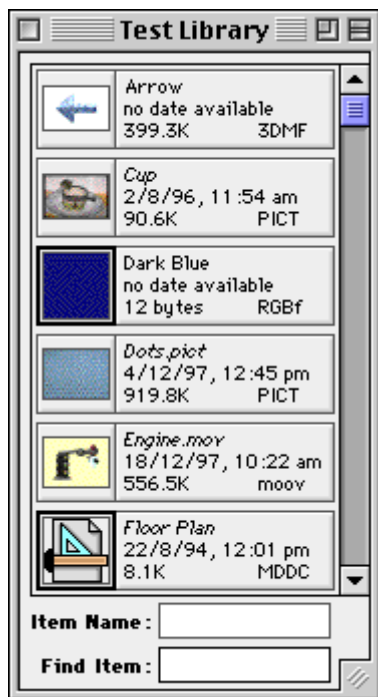 Test Library
Arrow
no date available
399.3K 3DMF
Cup
2/8/96, 11:54 am
90.6K PICT
Dark Blue
no date available
12 bytes RGBf
Dots.pict
4/12/97, 12:45 pm
919.8K PICT
Engine.mov
18/12/97, 10:22 am
556.5K moov
Floor Plan
22/8/94, 12:01 pm
8.1K MDDC
Item Name:
Find Item: